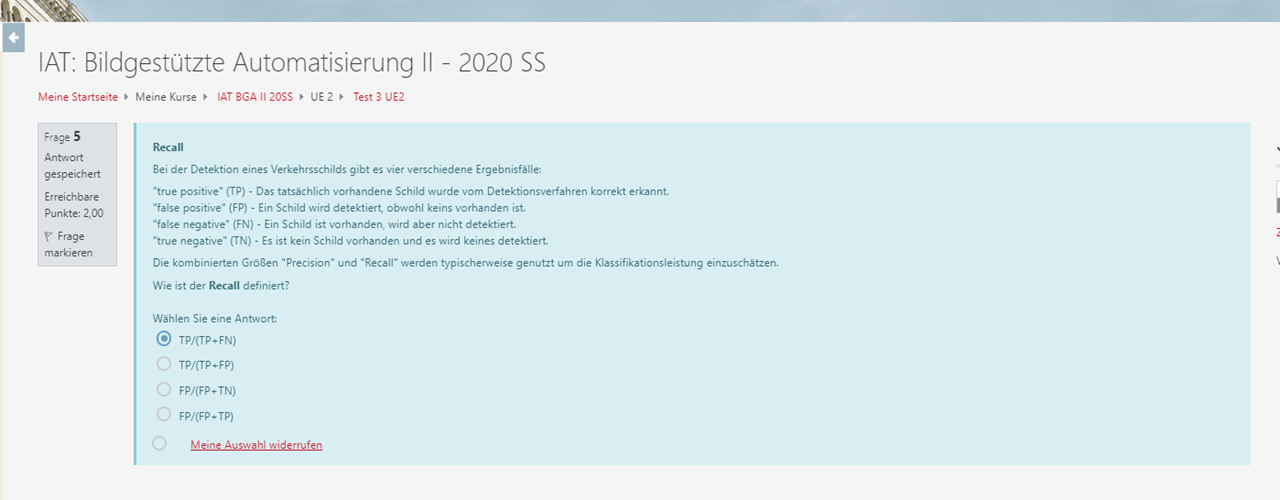 IAT: Bildgestützte Automatisierung II - 2020 SS
Meine Startseite
Meine Kurse
IAT BGA II 20SS
UE 2
Test 3 UE2
Frage 5
Antwort
gespeichert
Erreichbare
Punkte: 2,00
Frage
markieren
Recall
Bei der Detektion eines Verkehrsschilds gibt es vier verschiedene Ergebnisfälle:
"true positive" (TP) - Das tatsächlich vorhandene Schild wurde vom Detektionsverfahren korrekt erkannt.
"false positive" (FP) - Ein Schild wird detektiert, obwohl keins vorhanden ist.
"false negative" (FN) - Ein Schild ist vorhanden, wird aber nicht detektiert.
"true negative" (TN) - Es ist kein Schild vorhanden und es wird keines detektiert.
Die kombinierten Größen "Precision" und "Recall" werden typischerweise genutzt um die Klassifikationsleistung einzuschätzen.
Wie ist der Recall definiert?
Wählen Sie eine Antwort:
TP/(TP+FN)
TP/(TP+FP)
FP/(FP+TN)
FP/(FP+TP)
Meine Auswahl widerrufen